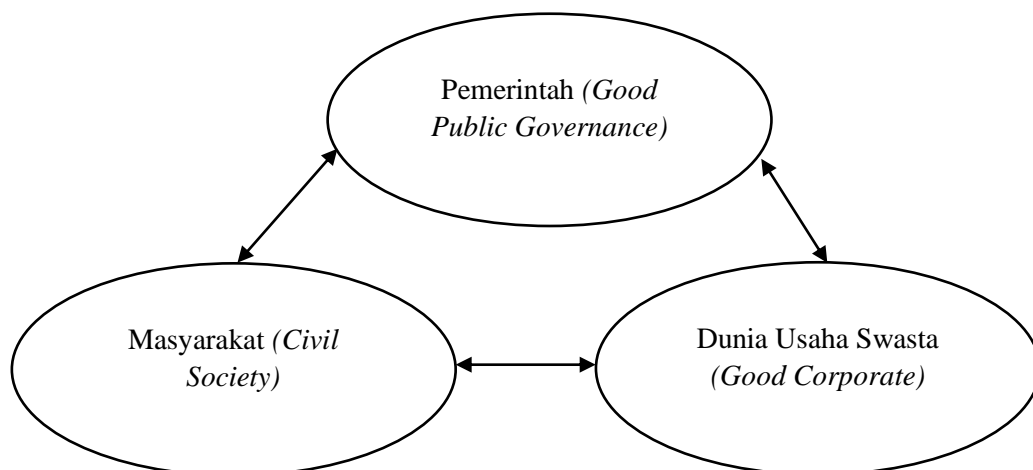 Pemerintah (Good
Public Governance)
Masyarakat (Civil
Society)
Dunia Usaha Swasta
(Good Corporate)